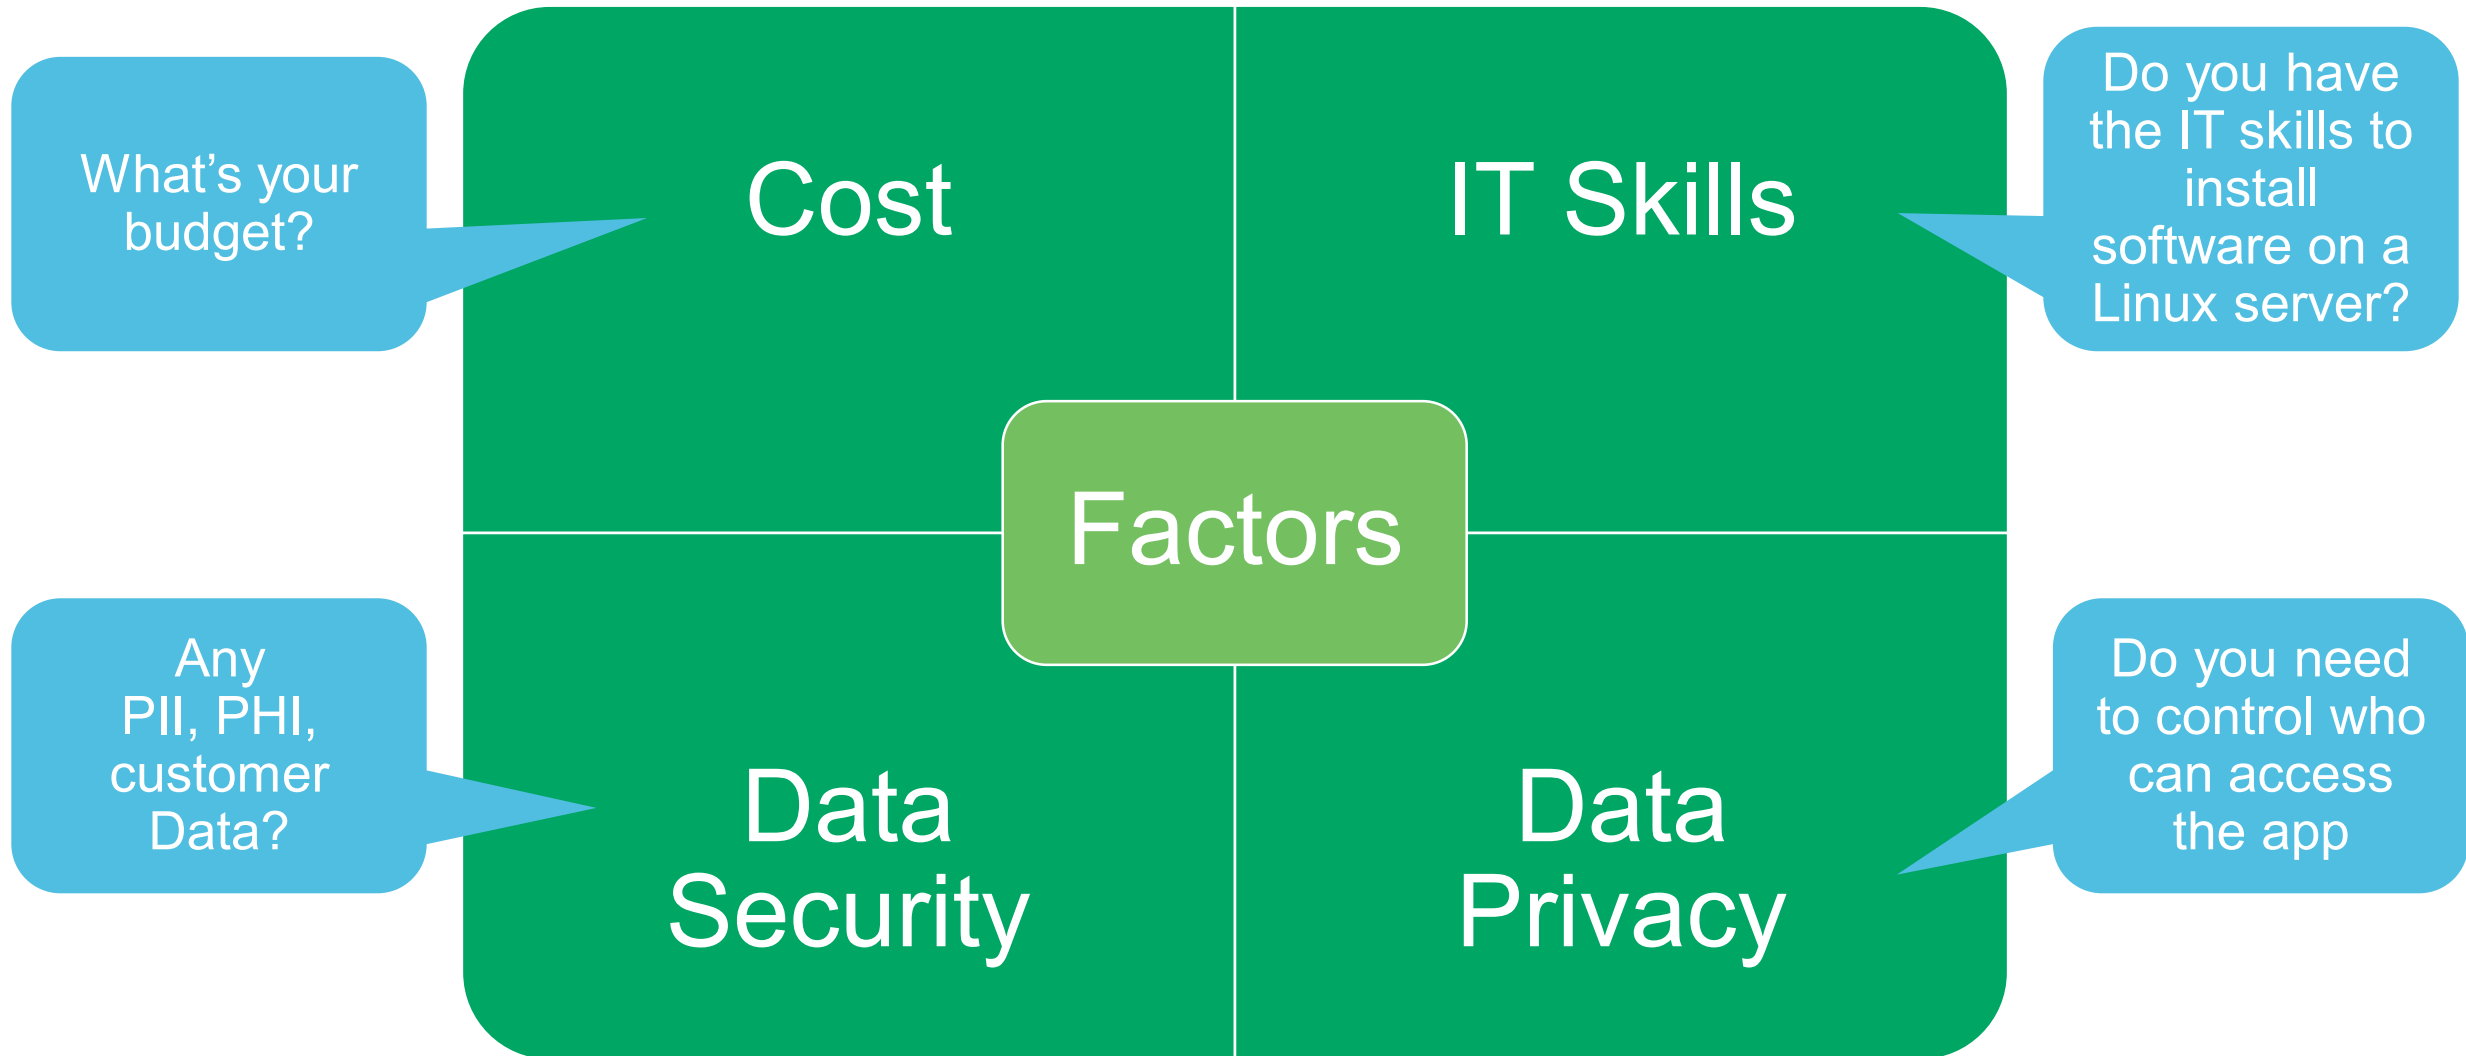 What’s your
budget?
Cost
IT Skills
Do you have
the IT skills to
install
software on a
Linux server?
Factors
Any
PII, PHI,
customer
Data?
Data
Security
Data
Privacy
Do you need
to control who
can access
the app